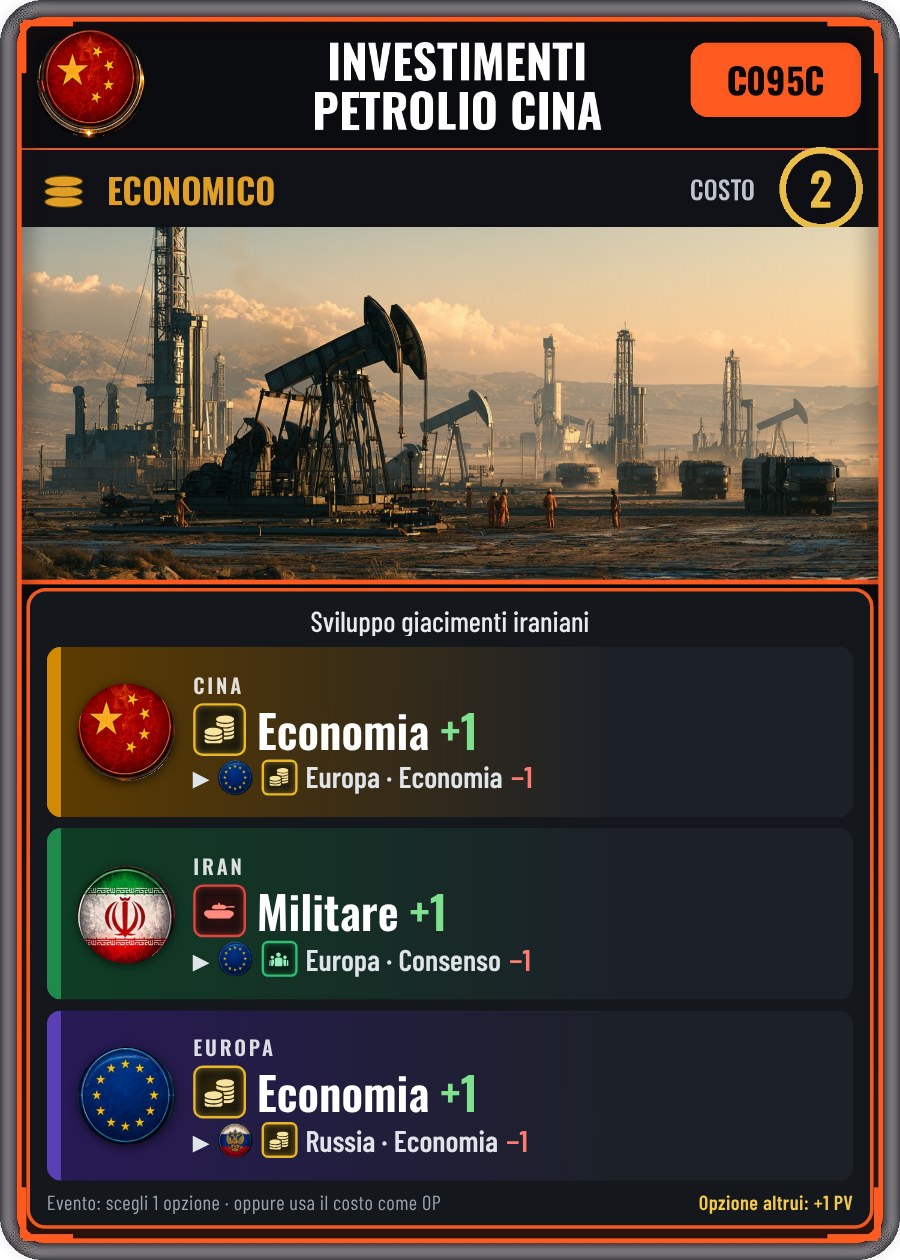 INVESTIMENTI
PETROLIO CINA
C095C
ECONOMICO
COSTO
2
Sviluppo giacimenti iraniani
CINA
Economia +1
▶ Europa · Economia −1
IRAN
Militare +1
▶ Europa · Consenso −1
EUROPA
Economia +1
▶ Russia · Economia −1
Evento: scegli 1 opzione · oppure usa il costo come OP
Opzione altrui: +1 PV